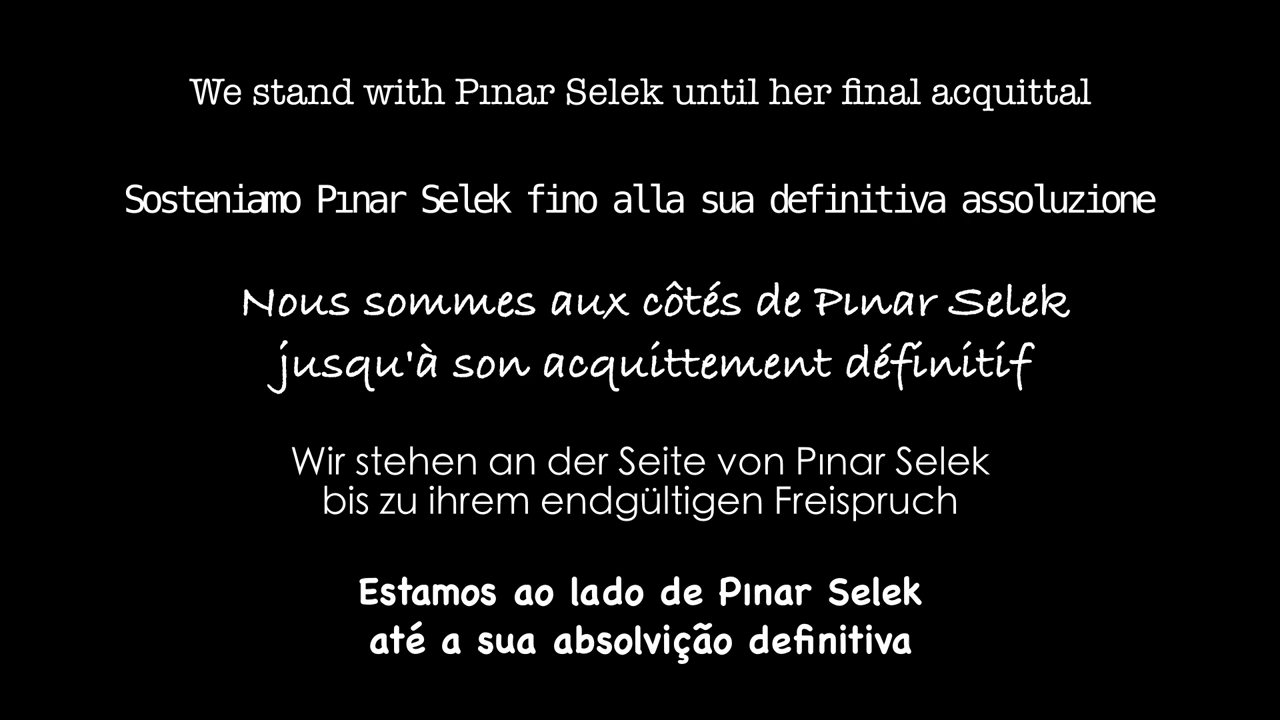 We stand with Pınar Selek until her final acquittal
Sosteniamo Pınar Selek fino alla sua definitiva assoluzione
Nous sommes aux côtés de Pınar Selek
jusqu'à son acquittement définitif
Wir stehen an der Seite von Pınar Selek
bis zu ihrem endgültigen Freispruch
Estamos ao lado de Pınar Selek
até a sua absolvição definitiva